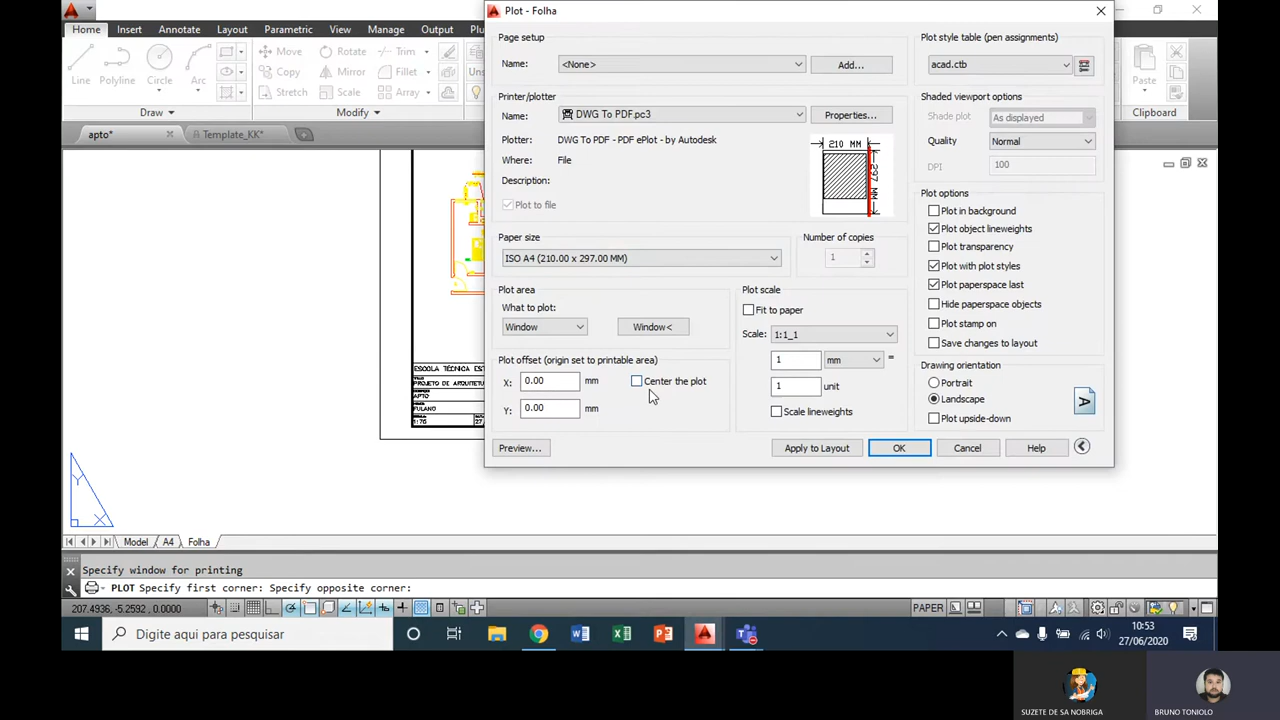 Plot - Folha
Home Insert Annotate Layout Parametric View Manage Output
Page setup
Name: <None> Add...
Plot style table (pen assignments)
acad.ctb
Line Polyline Circle Arc
Move Rotate Trim
Copy Mirror Fillet
Stretch Scale Array
Uns
Paste
Draw Modify Clipboard
Printer/plotter
Name: DWG To PDF.pc3 Properties...
Plotter: DWG To PDF - PDF ePlot - by Autodesk
Where: File
Description:
Plot to file
210 MM
297 MM
Shaded viewport options
Shade plot As displayed
Quality Normal
DPI 100
apto* Template_KK*
Paper size
ISO A4 (210.00 x 297.00 MM)
Number of copies
1
Plot options
Plot in background
Plot object lineweights
Plot transparency
Plot with plot styles
Plot paperspace last
Hide paperspace objects
Plot stamp on
Save changes to layout
Plot area
What to plot:
Window Window<
Plot scale
Fit to paper
Scale: 1:1_1
1 mm =
1 unit
Scale lineweights
Plot offset (origin set to printable area)
X: 0.00 mm Center the plot
Y: 0.00 mm
Drawing orientation
Portrait
Landscape
Plot upside-down
A
Preview... Apply to Layout OK Cancel Help
ESCOLA TÉCNICA EST
PROJETO DE ARQUITETU
APTO
FULANO
1:75 27/
Y
X
Model A4 Folha
Specify window for printing
PLOT Specify first corner: Specify opposite corner:
207.4936, -5.2592, 0.0000 PAPER
Digite aqui para pesquisar
10:53
27/06/2020
SUZETE DE SA NOBRIGA BRUNO TONIOLO